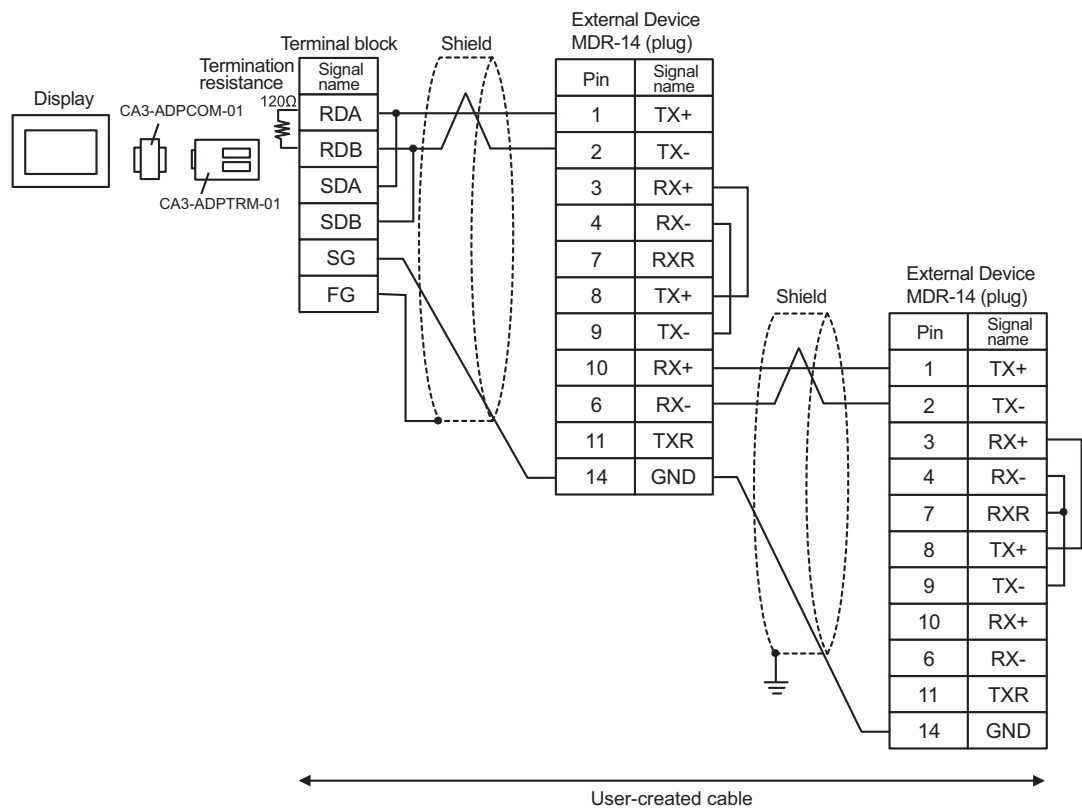 Display
CA3-ADPCOM-01
CA3-ADPTRM-01
Termination
resistance
120Ω
Terminal block
Signal
name
RDA
RDB
SDA
SDB
SG
FG
Shield
External Device
MDR-14 (plug)
Pin Signal
name
1 TX+
2 TX-
3 RX+
4 RX-
7 RXR
8 TX+
9 TX-
10 RX+
6 RX-
11 TXR
14 GND
Shield
External Device
MDR-14 (plug)
Pin Signal
name
1 TX+
2 TX-
3 RX+
4 RX-
7 RXR
8 TX+
9 TX-
10 RX+
6 RX-
11 TXR
14 GND
User-created cable